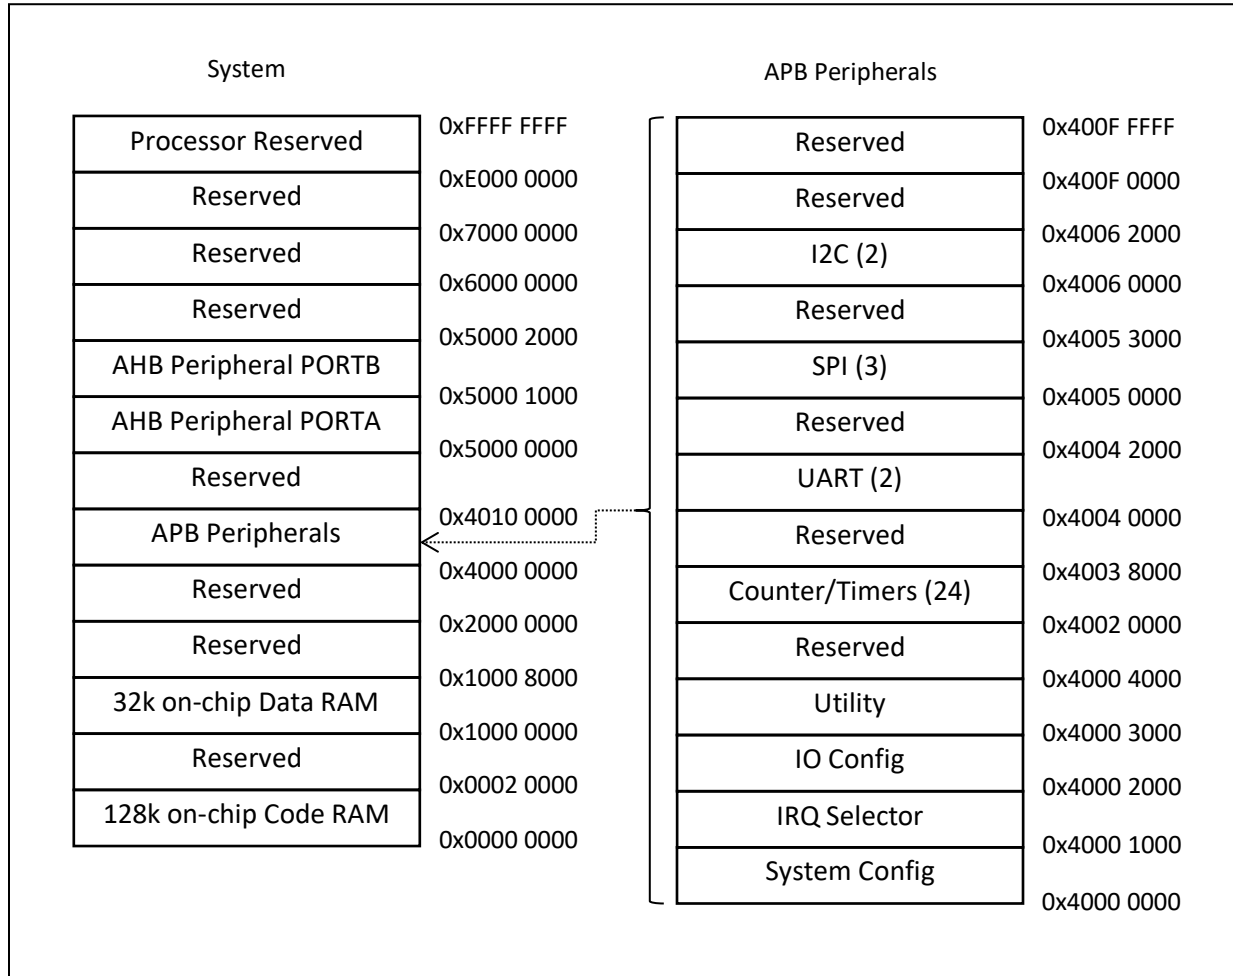 System
0xFFFF FFFF
Processor Reserved
0xE000 0000
Reserved
0x7000 0000
Reserved
0x6000 0000
Reserved
0x5000 2000
AHB Peripheral PORTB
0x5000 1000
AHB Peripheral PORTA
0x5000 0000
Reserved
0x4010 0000
APB Peripherals
0x4000 0000
Reserved
0x2000 0000
Reserved
0x1000 8000
32k on-chip Data RAM
0x1000 0000
Reserved
0x0002 0000
128k on-chip Code RAM
0x0000 0000
APB Peripherals
0x400F FFFF
Reserved
0x400F 0000
Reserved
0x4006 2000
I2C (2)
0x4006 0000
Reserved
0x4005 3000
SPI (3)
0x4005 0000
Reserved
0x4004 2000
UART (2)
0x4004 0000
Reserved
0x4003 8000
Counter/Timers (24)
0x4002 0000
Reserved
0x4000 4000
Utility
0x4000 3000
IO Config
0x4000 2000
IRQ Selector
0x4000 1000
System Config
0x4000 0000